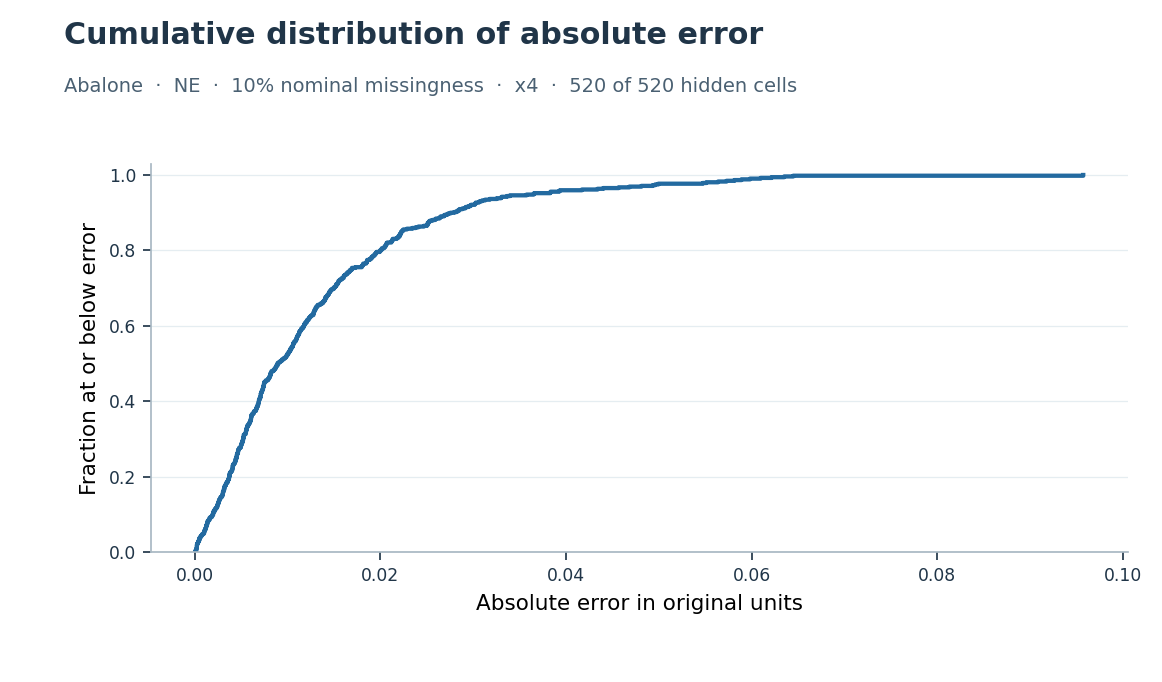 Cumulative distribution of absolute error
Abalone · NE · 10% nominal missingness · x4 · 520 of 520 hidden cells
Fraction at or below error
1.0
0.8
0.6
0.4
0.2
0.0
0.00 0.02 0.04 0.06 0.08 0.10
Absolute error in original units